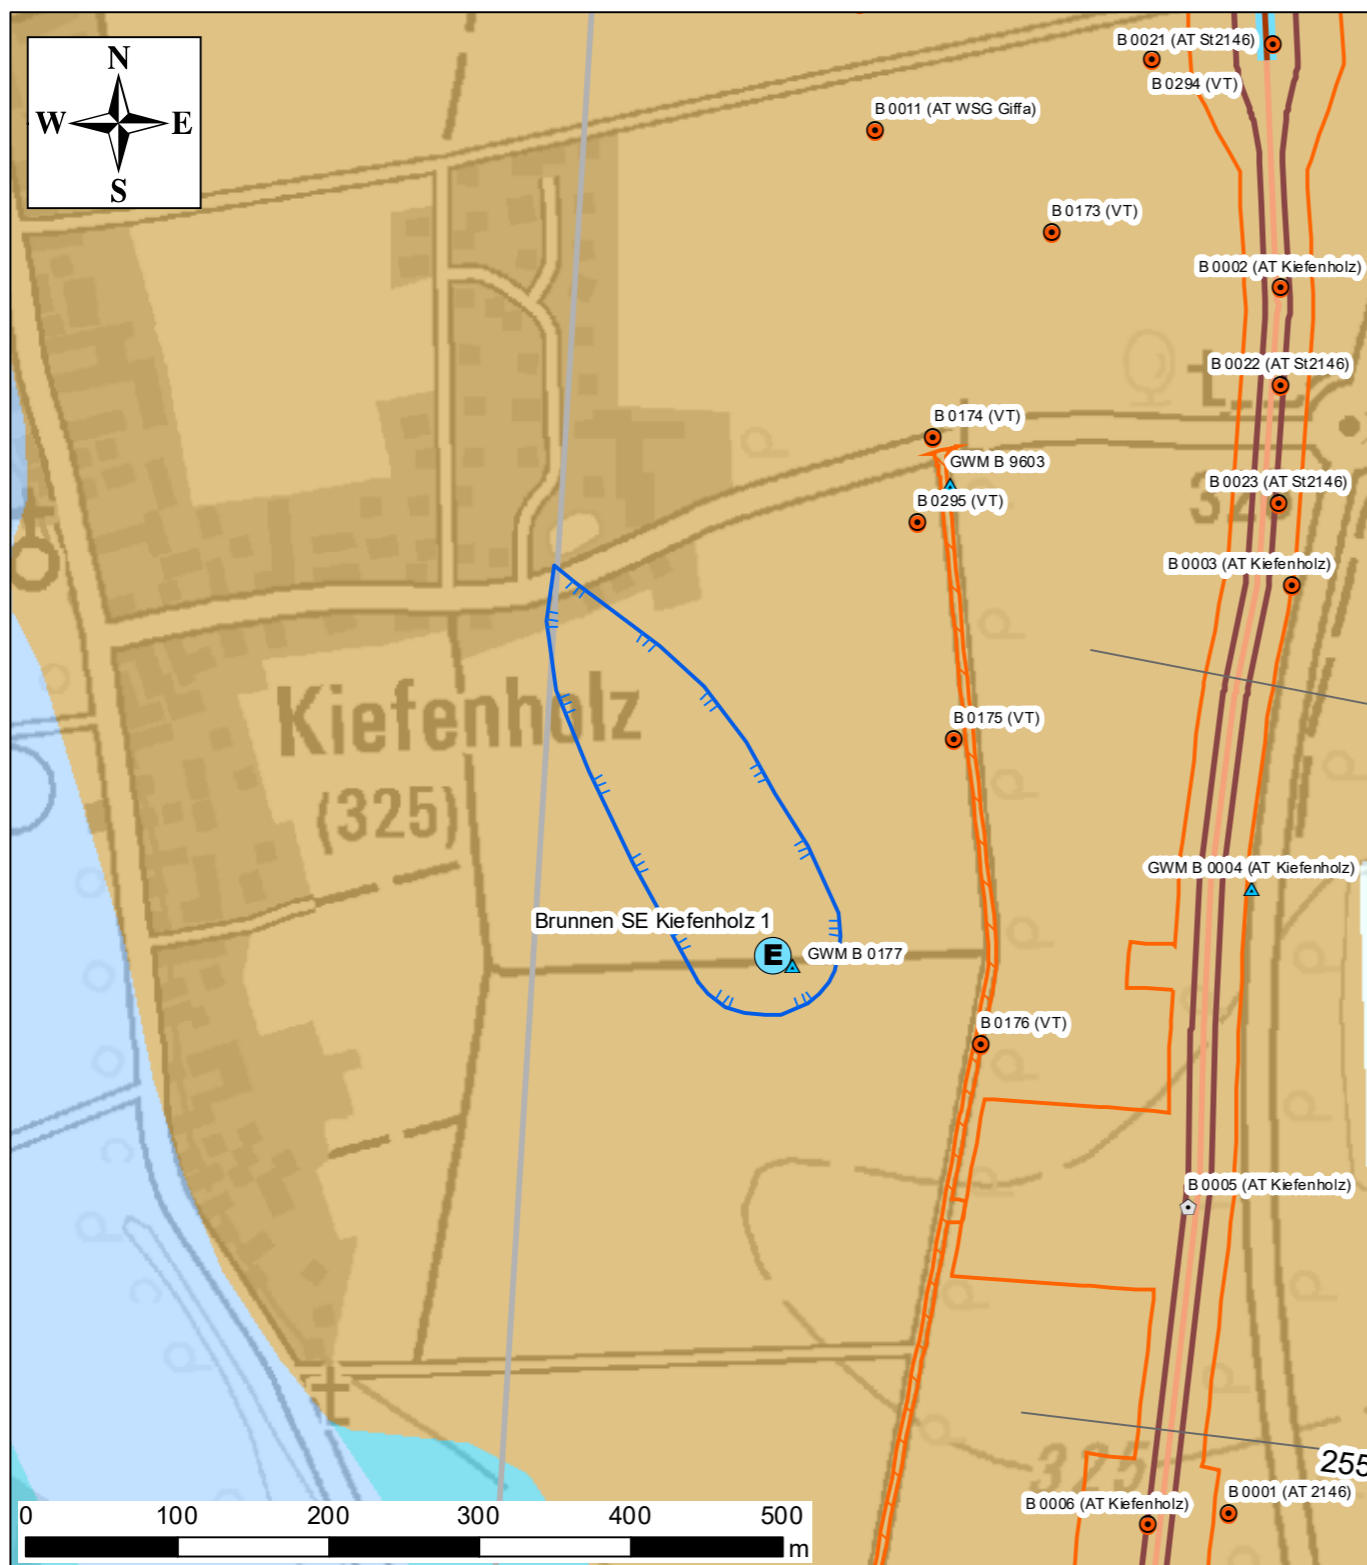 N
W E
S
B 0021 (AT St2146)
B 0294 (VT)
B 0011 (AT WSG Giffa)
B 0173 (VT)
B 0002 (AT Kiefenholz)
B 0022 (AT St2146)
B 0174 (VT)
GWM B 9603
B 0023 (AT St2146)
B 0295 (VT)
B 0003 (AT Kiefenholz)
Kiefenholz
(325)
B 0175 (VT)
GWM B 0004 (AT Kiefenholz)
Brunnen SE Kiefenholz 1
E
GWM B 0177
B 0176 (VT)
B 0005 (AT Kiefenholz)
325
255
B 0006 (AT Kiefenholz)
B 0001 (AT 2146)
0 100 200 300 400 500
m